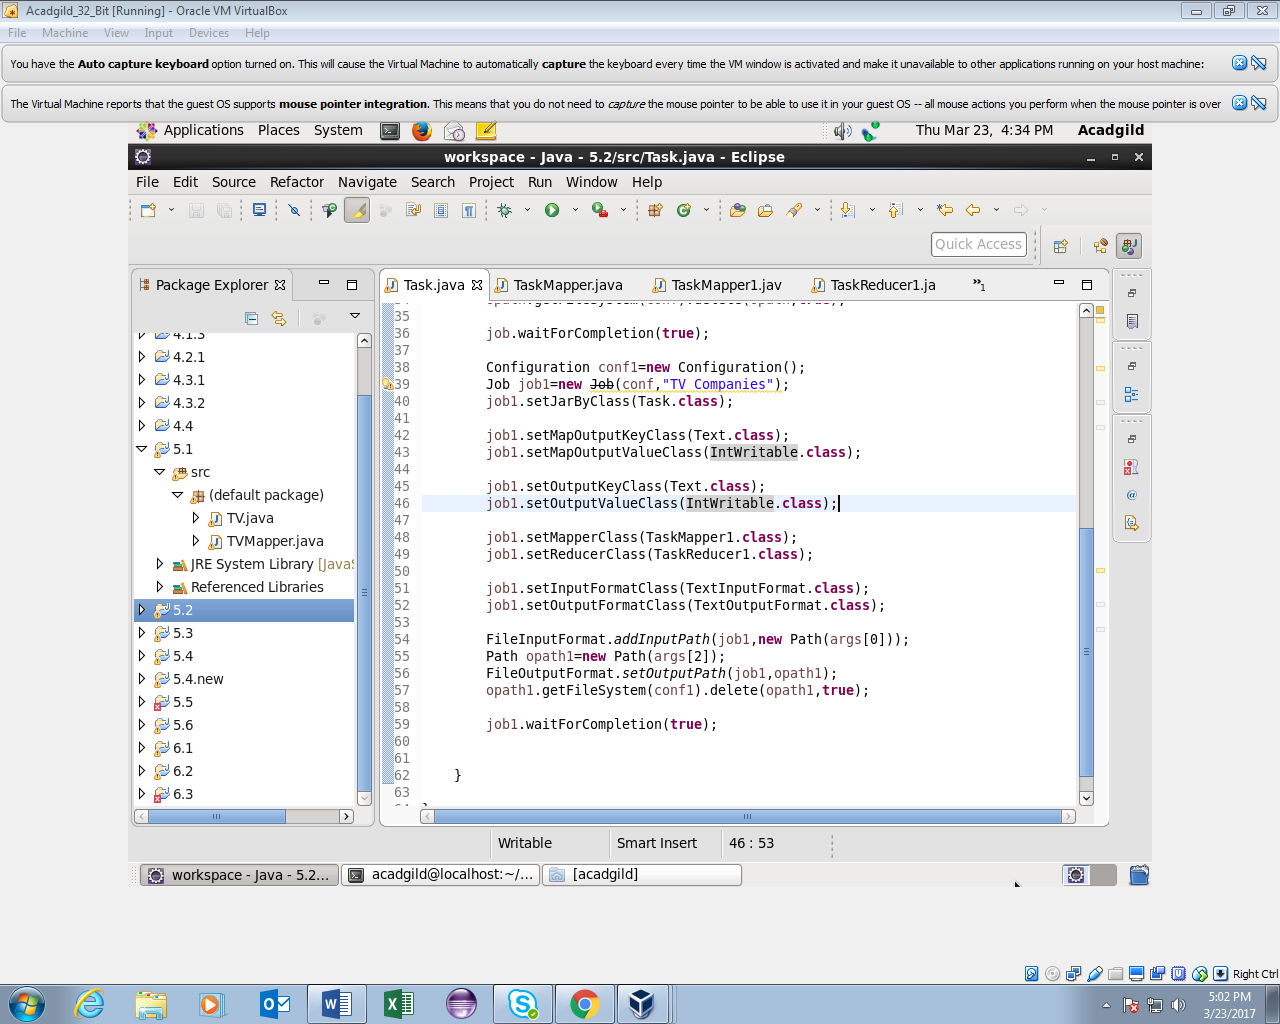 Acadgild_32_Bit [Running] - Oracle VM VirtualBox
File Machine View Input Devices Help
You have the Auto capture keyboard option turned on. This will cause the Virtual Machine to automatically capture the keyboard every time the VM window is activated and make it unavailable to other applications running on your host machine:
The Virtual Machine reports that the guest OS supports mouse pointer integration. This means that you do not need to capture the mouse pointer to be able to use it in your guest OS -- all mouse actions you perform when the mouse pointer is over
Applications Places System Thu Mar 23, 4:34 PM Acadgild
workspace - Java - 5.2/src/Task.java - Eclipse
File Edit Source Refactor Navigate Search Project Run Window Help
Quick Access
Package Explorer
4.1.3
4.2.1
4.3.1
4.3.2
4.4
5.1
src
(default package)
TV.java
TVMapper.java
JRE System Library [JavaS
Referenced Libraries
5.2
5.3
5.4
5.4.new
5.5
5.6
6.1
6.2
6.3
Task.java TaskMapper.java TaskMapper1.jav TaskReducer1.ja »1
35
36 job.waitForCompletion(true);
37
38 Configuration conf1=new Configuration();
39 Job job1=new Job(conf,"TV Companies");
40 job1.setJarByClass(Task.class);
41
42 job1.setMapOutputKeyClass(Text.class);
43 job1.setMapOutputValueClass(IntWritable.class);
44
45 job1.setOutputKeyClass(Text.class);
46 job1.setOutputValueClass(IntWritable.class);
47
48 job1.setMapperClass(TaskMapper1.class);
49 job1.setReducerClass(TaskReducer1.class);
50
51 job1.setInputFormatClass(TextInputFormat.class);
52 job1.setOutputFormatClass(TextOutputFormat.class);
53
54 FileInputFormat.addInputPath(job1,new Path(args[0]));
55 Path opath1=new Path(args[2]);
56 FileOutputFormat.setOutputPath(job1,opath1);
57 opath1.getFileSystem(conf1).delete(opath1,true);
58
59 job1.waitForCompletion(true);
60
61
62 }
63
Writable Smart Insert 46 : 53
workspace - Java - 5.2... acadgild@localhost:~/... [acadgild]
Right Ctrl
5:02 PM
3/23/2017